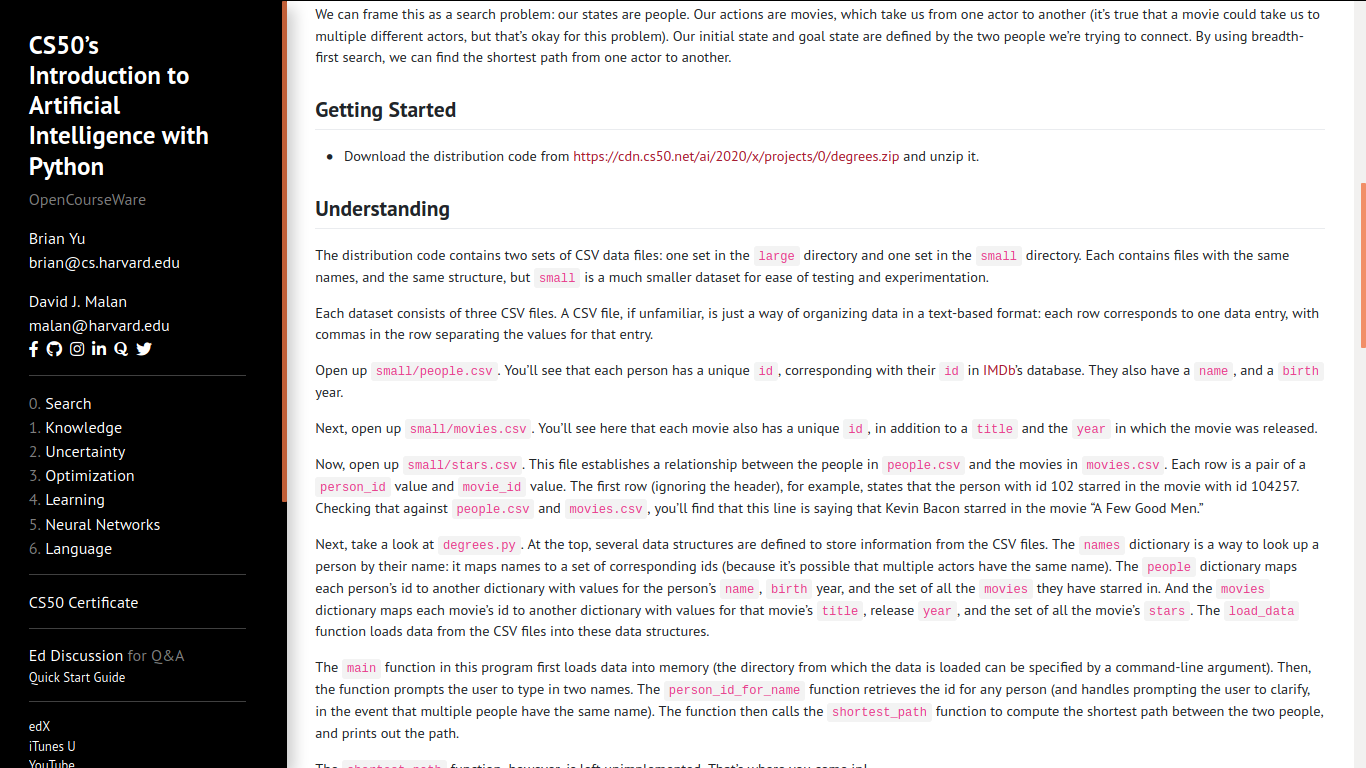 CS50’s
Introduction to
Artificial
Intelligence with
Python
OpenCourseWare
Brian Yu
brian@cs.harvard.edu
David J. Malan
malan@harvard.edu
0. Search
1. Knowledge
2. Uncertainty
3. Optimization
4. Learning
5. Neural Networks
6. Language
CS50 Certificate
Ed Discussion for Q&A
Quick Start Guide
edX
iTunes U
YouTube
We can frame this as a search problem: our states are people. Our actions are movies, which take us from one actor to another (it’s true that a movie could take us to
multiple different actors, but that’s okay for this problem). Our initial state and goal state are defined by the two people we’re trying to connect. By using breadth-
first search, we can find the shortest path from one actor to another.
Getting Started
• Download the distribution code from https://cdn.cs50.net/ai/2020/x/projects/0/degrees.zip and unzip it.
Understanding
The distribution code contains two sets of CSV data files: one set in the large directory and one set in the small directory. Each contains files with the same
names, and the same structure, but small is a much smaller dataset for ease of testing and experimentation.
Each dataset consists of three CSV files. A CSV file, if unfamiliar, is just a way of organizing data in a text-based format: each row corresponds to one data entry, with
commas in the row separating the values for that entry.
Open up small/people.csv. You’ll see that each person has a unique id, corresponding with their id in IMDb’s database. They also have a name, and a birth
year.
Next, open up small/movies.csv. You’ll see here that each movie also has a unique id, in addition to a title and the year in which the movie was released.
Now, open up small/stars.csv. This file establishes a relationship between the people in people.csv and the movies in movies.csv. Each row is a pair of a
person_id value and movie_id value. The first row (ignoring the header), for example, states that the person with id 102 starred in the movie with id 104257.
Checking that against people.csv and movies.csv, you’ll find that this line is saying that Kevin Bacon starred in the movie “A Few Good Men.”
Next, take a look at degrees.py. At the top, several data structures are defined to store information from the CSV files. The names dictionary is a way to look up a
person by their name: it maps names to a set of corresponding ids (because it’s possible that multiple actors have the same name). The people dictionary maps
each person’s id to another dictionary with values for the person’s name, birth year, and the set of all the movies they have starred in. And the movies
dictionary maps each movie’s id to another dictionary with values for that movie’s title, release year, and the set of all the movie’s stars. The load_data
function loads data from the CSV files into these data structures.
The main function in this program first loads data into memory (the directory from which the data is loaded can be specified by a command-line argument). Then,
the function prompts the user to type in two names. The person_id_for_name function retrieves the id for any person (and handles prompting the user to clarify,
in the event that multiple people have the same name). The function then calls the shortest_path function to compute the shortest path between the two people,
and prints out the path.
The shortest_path function, however, is left unimplemented. That’s where you come in!